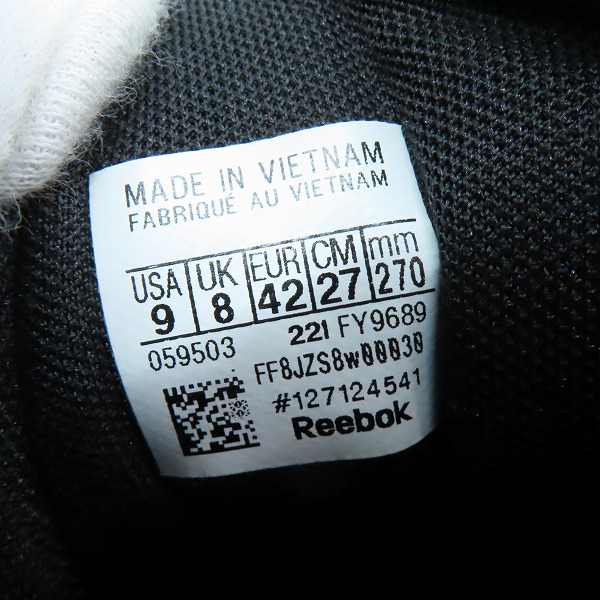 MADE IN VIETNAM
FABRIQUÉ AU VIETNAM
USA UK EUR CM mm
9 8 42 27 270
059503 22I FY9689
FF8JZS8w00030
#127124541
Reebok